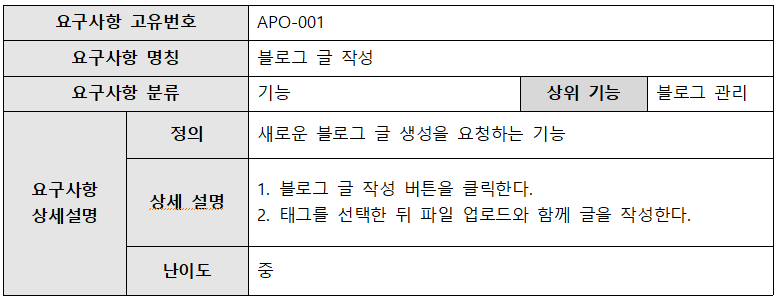 요구사항 고유번호 APO-001
요구사항 명칭 블로그 글 작성
요구사항 분류 기능 상위 기능 블로그 관리
요구사항
상세설명
정의 새로운 블로그 글 생성을 요청하는 기능
상세 설명
1. 블로그 글 작성 버튼을 클릭한다.
2. 태그를 선택한 뒤 파일 업로드와 함께 글을 작성한다.
난이도 중